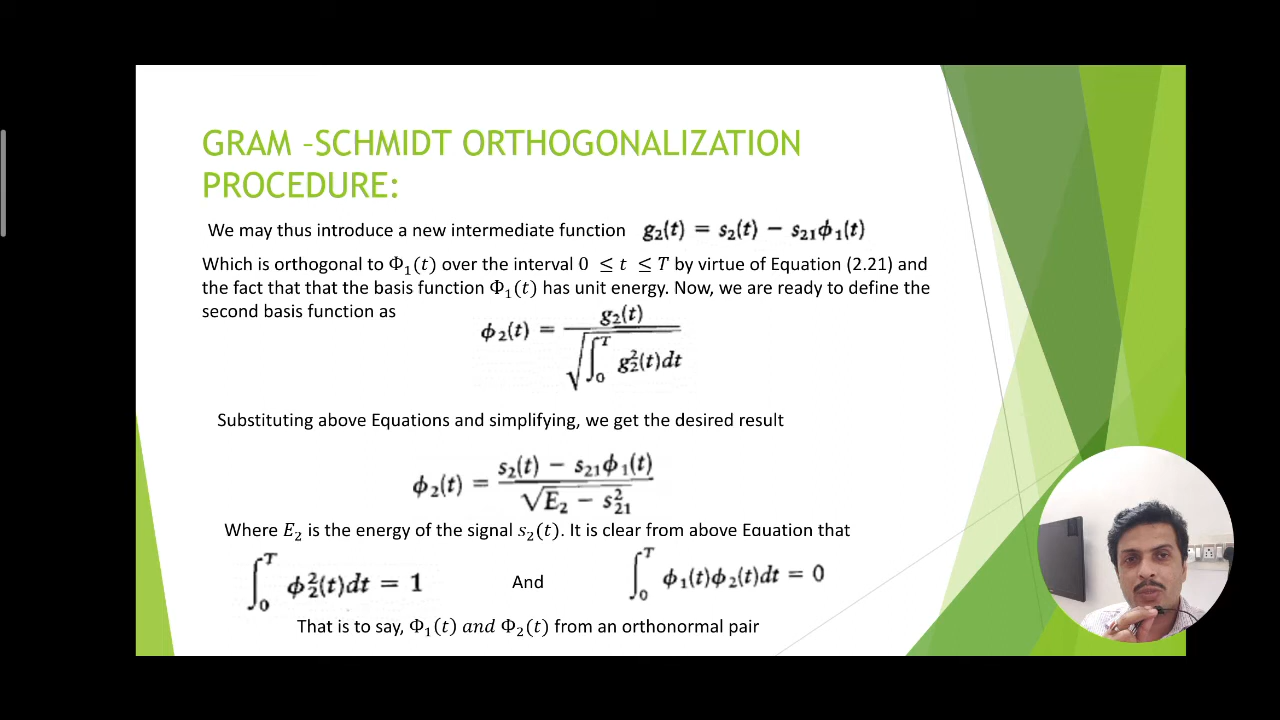 GRAM –SCHMIDT ORTHOGONALIZATION
PROCEDURE:
We may thus introduce a new intermediate function g₂(t) = s₂(t) − s₂₁ϕ₁(t)
Which is orthogonal to Φ₁(t) over the interval 0 ≤ t ≤ T by virtue of Equation (2.21) and
the fact that that the basis function Φ₁(t) has unit energy. Now, we are ready to define the
second basis function as
ϕ₂(t) = g₂(t) / √(∫₀ᵀ g₂²(t)dt)
Substituting above Equations and simplifying, we get the desired result
ϕ₂(t) = (s₂(t) − s₂₁ϕ₁(t)) / √(E₂ − s₂₁²)
Where E₂ is the energy of the signal s₂(t). It is clear from above Equation that
∫₀ᵀ ϕ₂²(t)dt = 1 And ∫₀ᵀ ϕ₁(t)ϕ₂(t)dt = 0
That is to say, Φ₁(t) and Φ₂(t) from an orthonormal pair